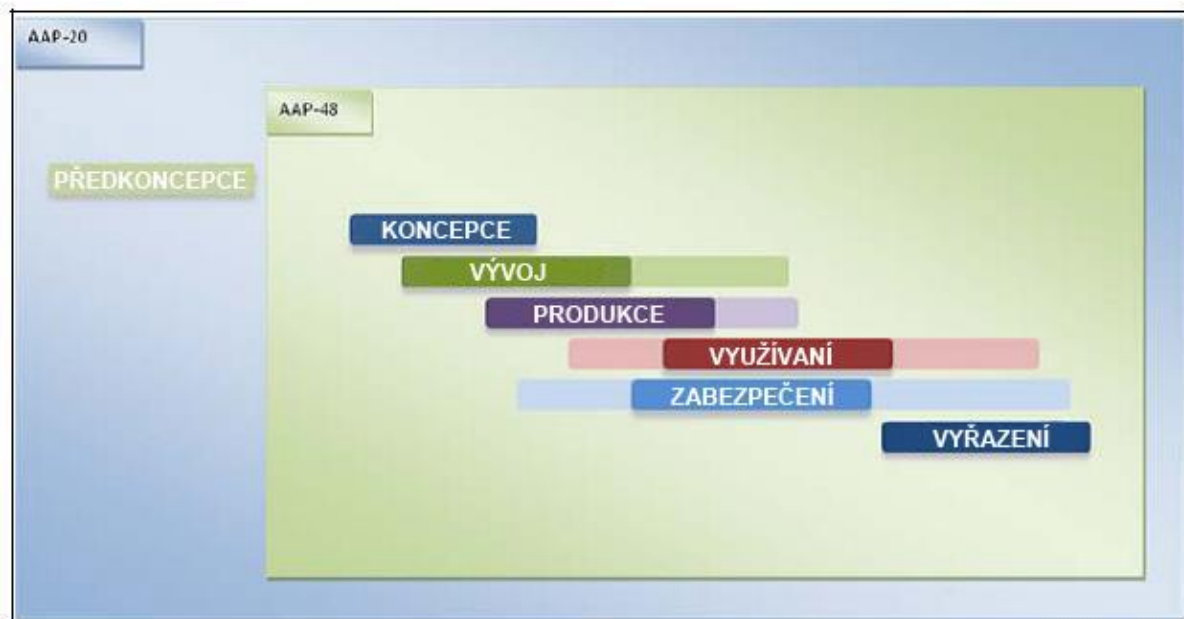 AAP-20
AAP-48
PŘEDKONCEPCE
KONCEPCE
VÝVOJ
PRODUKCE
VYUŽÍVANÍ
ZABEZPEČENÍ
VYŘAZENÍ